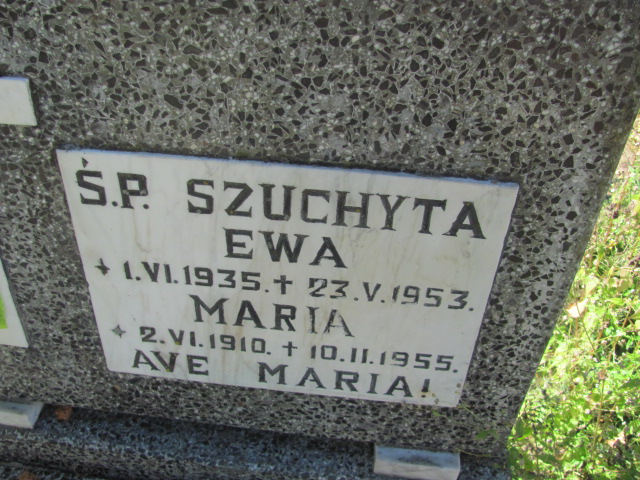 Ś.P. SZUCHYTA
EWA
* 1.VI.1935. † 23.V.1953.
MARIA
* 2.VI.1910. † 10.II.1955.
AVE MARIA!